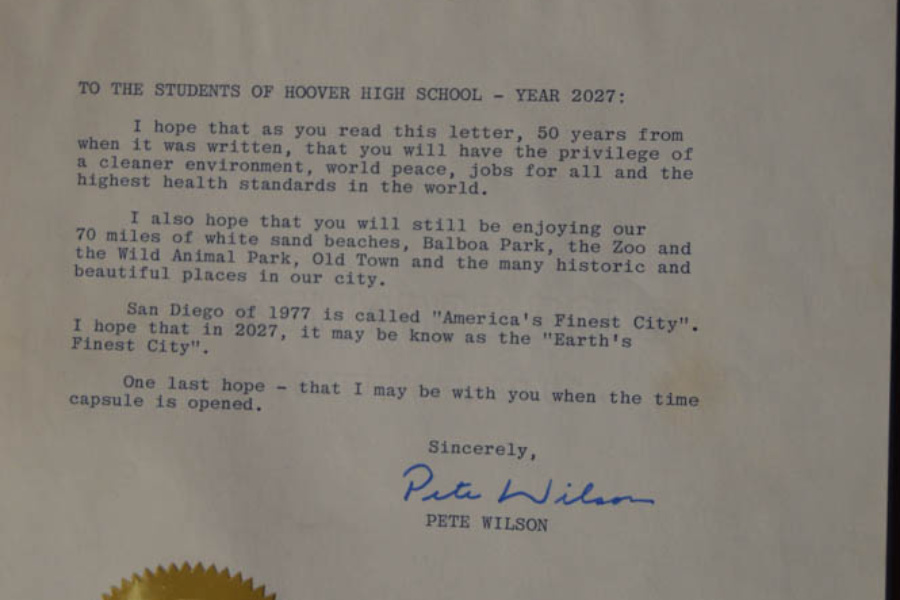 TO THE STUDENTS OF HOOVER HIGH SCHOOL - YEAR 2027:
I hope that as you read this letter, 50 years from
when it was written, that you will have the privilege of
a cleaner environment, world peace, jobs for all and the
highest health standards in the world.
I also hope that you will still be enjoying our
70 miles of white sand beaches, Balboa Park, the Zoo and
the Wild Animal Park, Old Town and the many historic and
beautiful places in our city.
San Diego of 1977 is called "America's Finest City".
I hope that in 2027, it may be know as the "Earth's
Finest City".
One last hope - that I may be with you when the time
capsule is opened.
Sincerely,
Pete Wilson
PETE WILSON